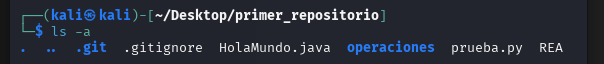 ┌──(kali㉿kali)-[~/Desktop/primer_repositorio]
└─$ ls -a
.  ..  .git  .gitignore  HolaMundo.java  operaciones  prueba.py  REA